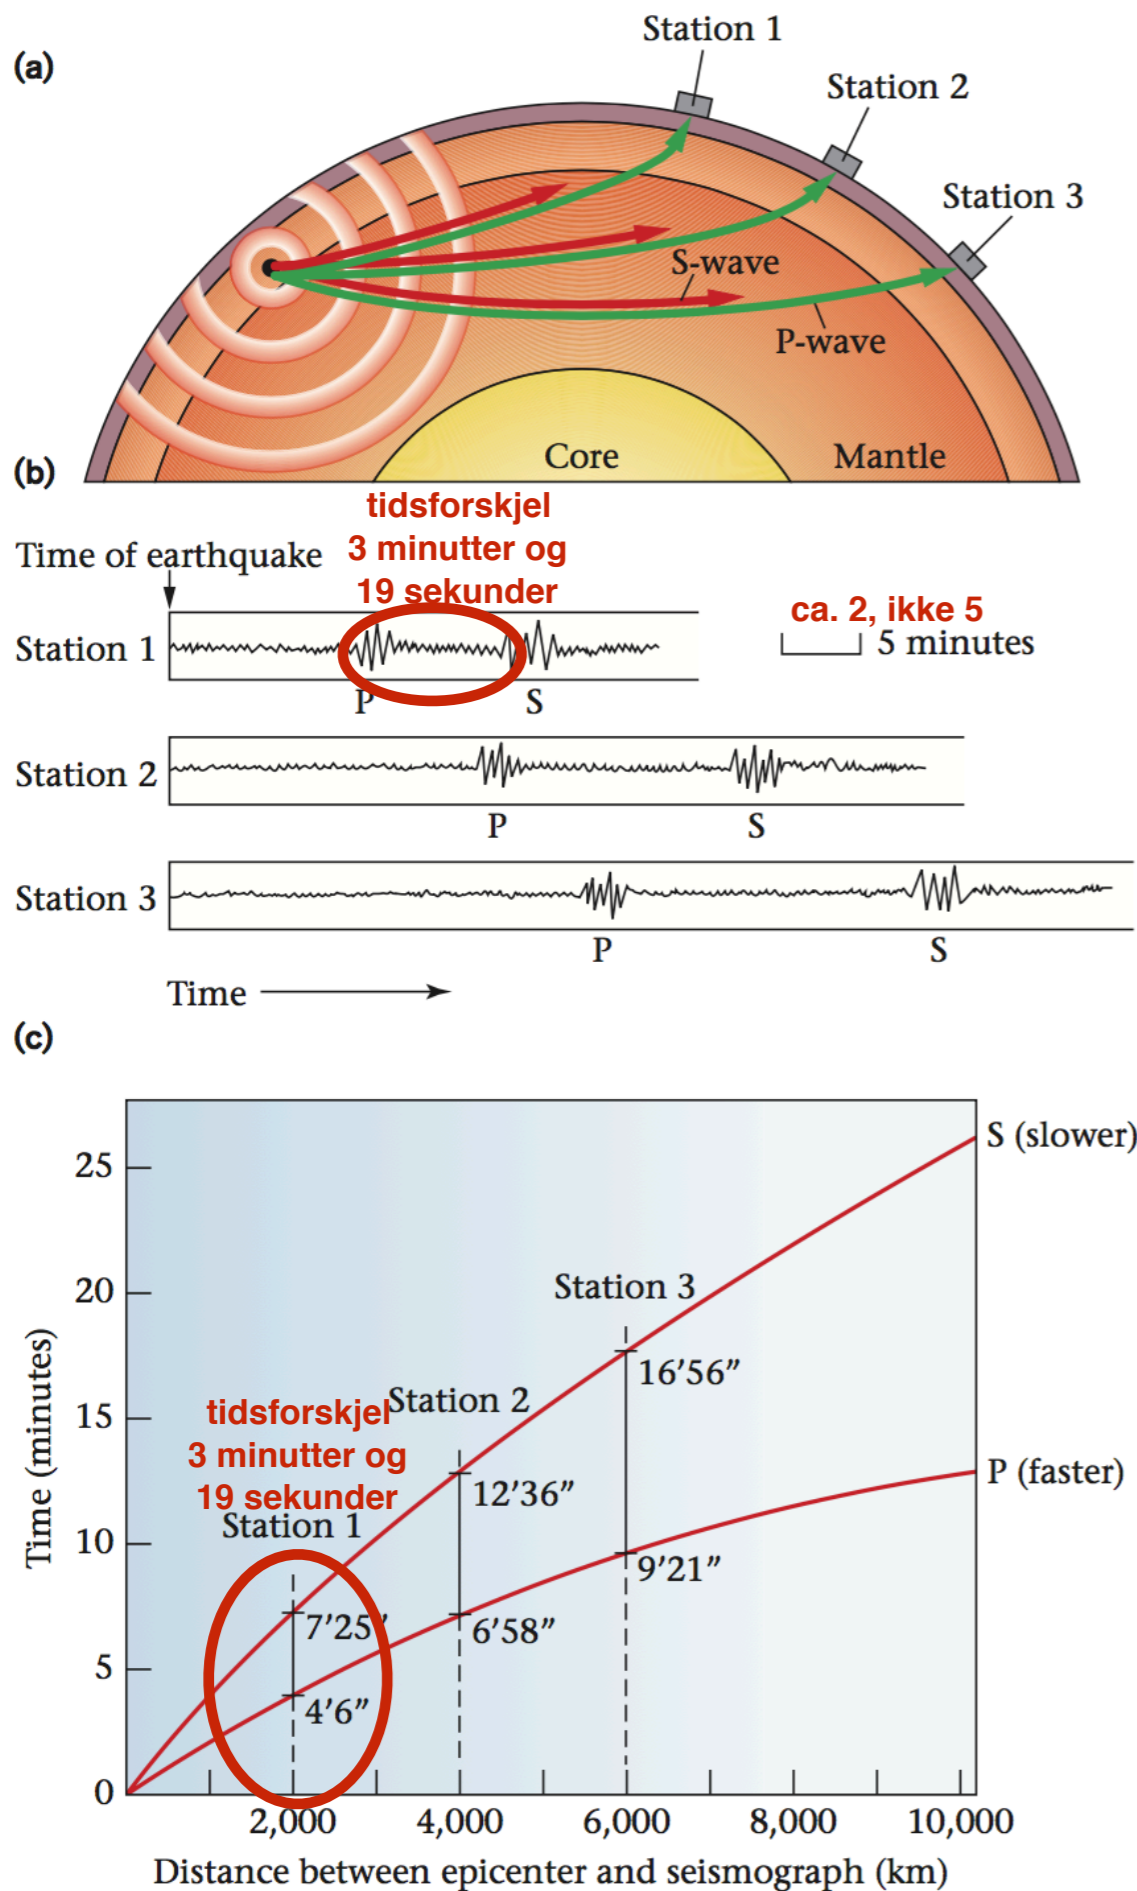 (a)
Station 1
Station 2
Station 3
S-wave
P-wave
Core
Mantle
(b)
tidsforskjel
3 minutter og
19 sekunder
Time of earthquake
ca. 2, ikke 5
5 minutes
Station 1
P
S
Station 2
P
S
Station 3
P
S
Time
(c)
S (slower)
25
20
Station 3
16’56”
Station 2
tidsforskjel
3 minutter og
19 sekunder
15
P (faster)
12’36”
Station 1
10
9’21”
7’25”
6’58”
5
4’6”
0
Time (minutes)
2,000 4,000 6,000 8,000 10,000
Distance between epicenter and seismograph (km)